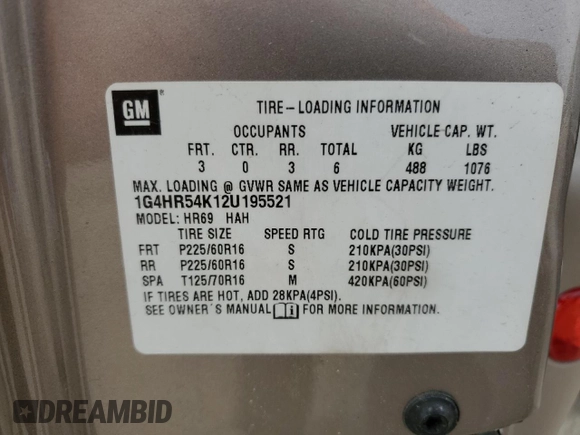 GM
TIRE-LOADING INFORMATION
OCCUPANTS VEHICLE CAP. WT.
FRT. CTR. RR. TOTAL KG LBS
3 0 3 6 488 1076
MAX. LOADING @ GVWR SAME AS VEHICLE CAPACITY WEIGHT.
1G4HR54K12U195521
MODEL: HR69 HAH
TIRE SIZE SPEED RTG COLD TIRE PRESSURE
FRT P225/60R16 S 210KPA(30PSI)
RR P225/60R16 S 210KPA(30PSI)
SPA T125/70R16 M 420KPA(60PSI)
IF TIRES ARE HOT, ADD 28KPA(4PSI).
SEE OWNER'S MANUAL FOR MORE INFORMATION.
DREAMBID